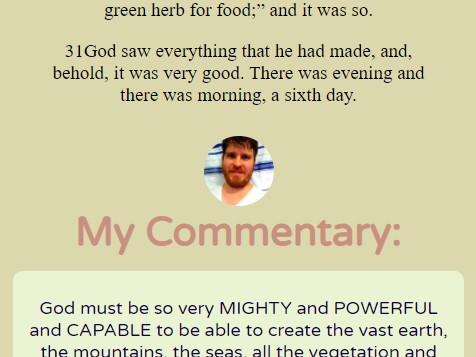 green herb for food;” and it was so.
31God saw everything that he had made, and,
behold, it was very good. There was evening and
there was morning, a sixth day.
My Commentary:
God must be so very MIGHTY and POWERFUL
and CAPABLE to be able to create the vast earth,
the mountains, the seas, all the vegetation and